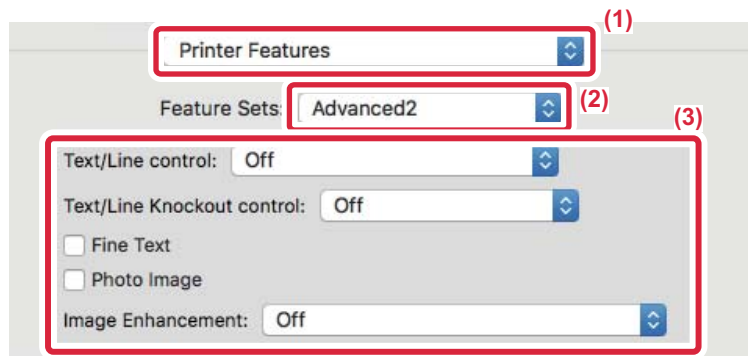 (1)
Printer Features
Feature Sets: Advanced2 (2)
(3)
Text/Line control: Off
Text/Line Knockout control: Off
Fine Text
Photo Image
Image Enhancement: Off